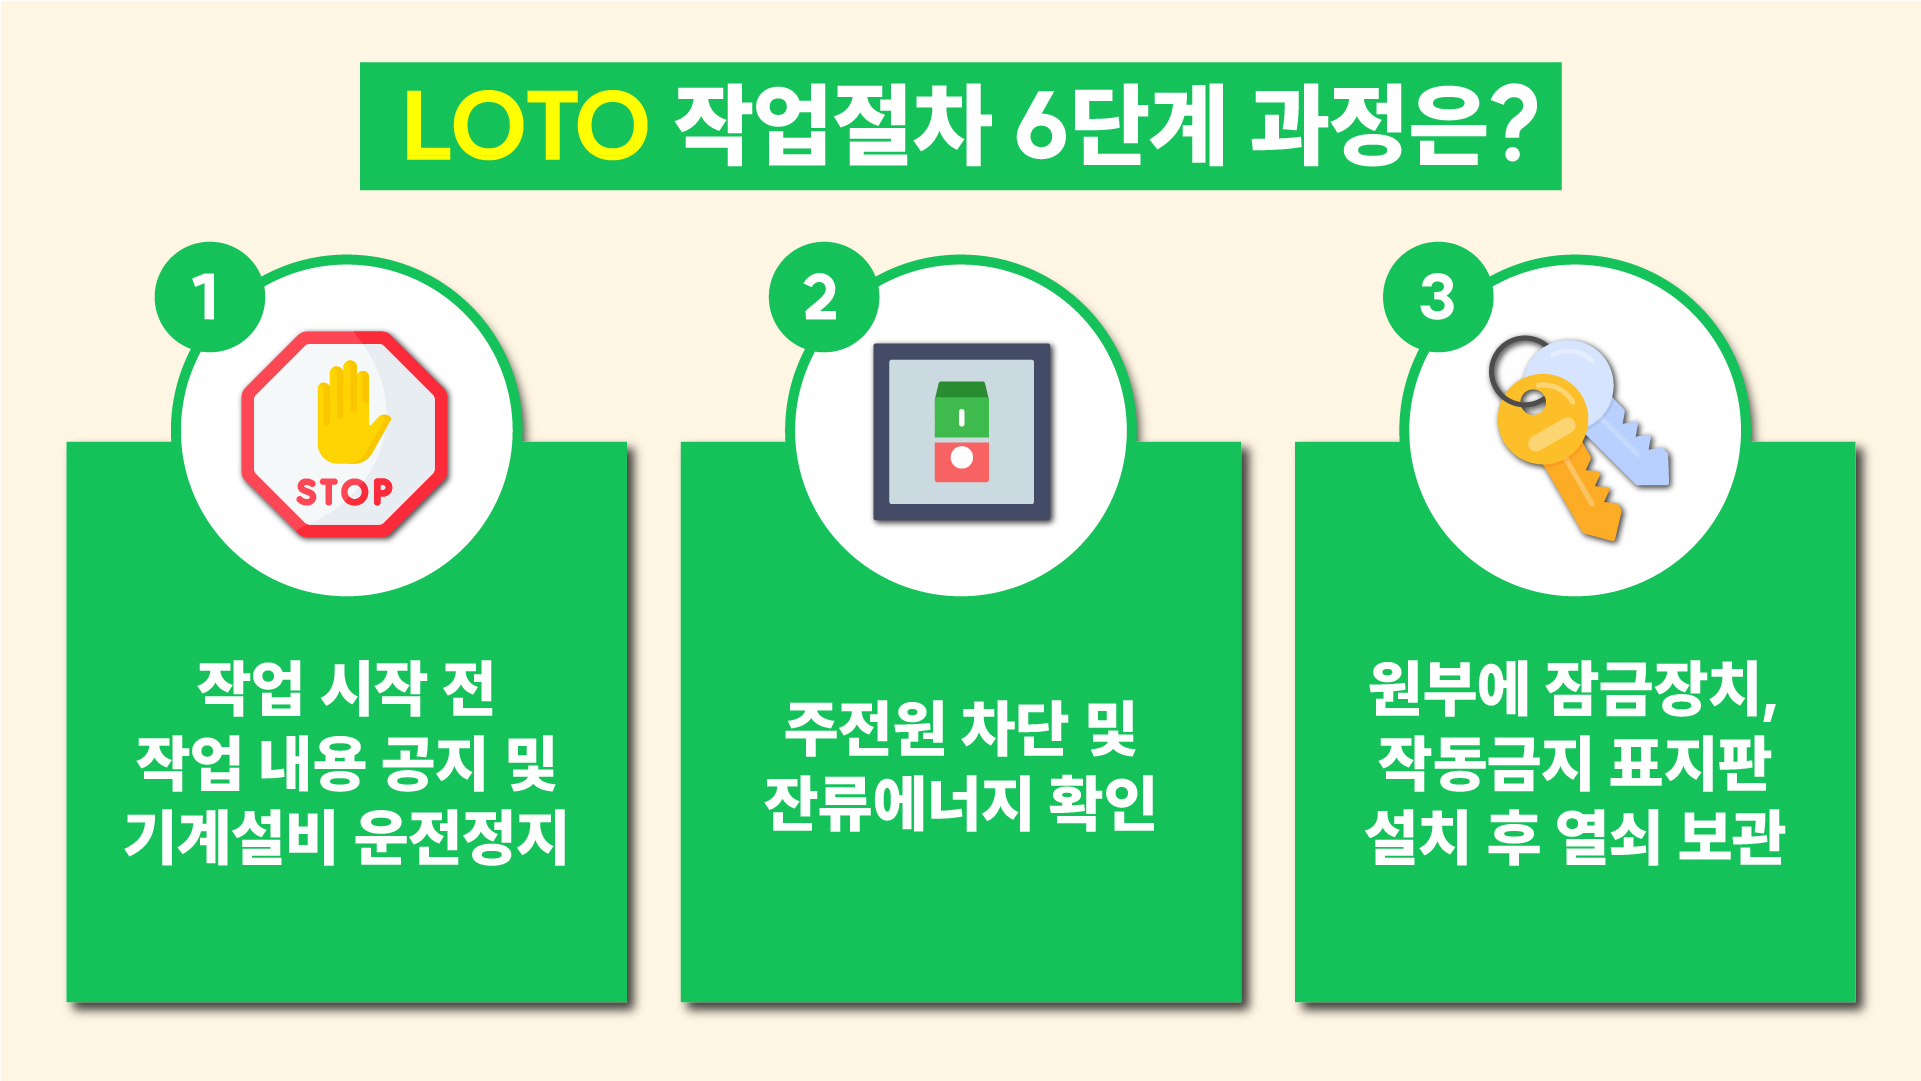 LOTO 작업절차 6단계 과정은?
1
STOP
작업 시작 전
작업 내용 공지 및
기계설비 운전정지
2
주전원 차단 및
잔류에너지 확인
3
원부에 잠금장치,
작동금지 표지판
설치 후 열쇠 보관